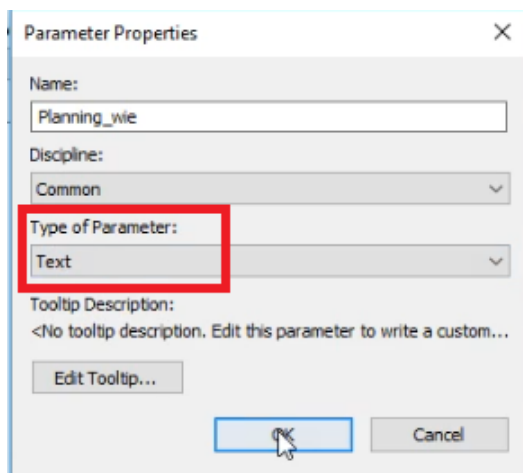 Parameter Properties
Name:
Planning_wie
Discipline:
Common
Type of Parameter:
Text
Tooltip Description:
<No tooltip description. Edit this parameter to write a custom...
Edit Tooltip...
OK Cancel